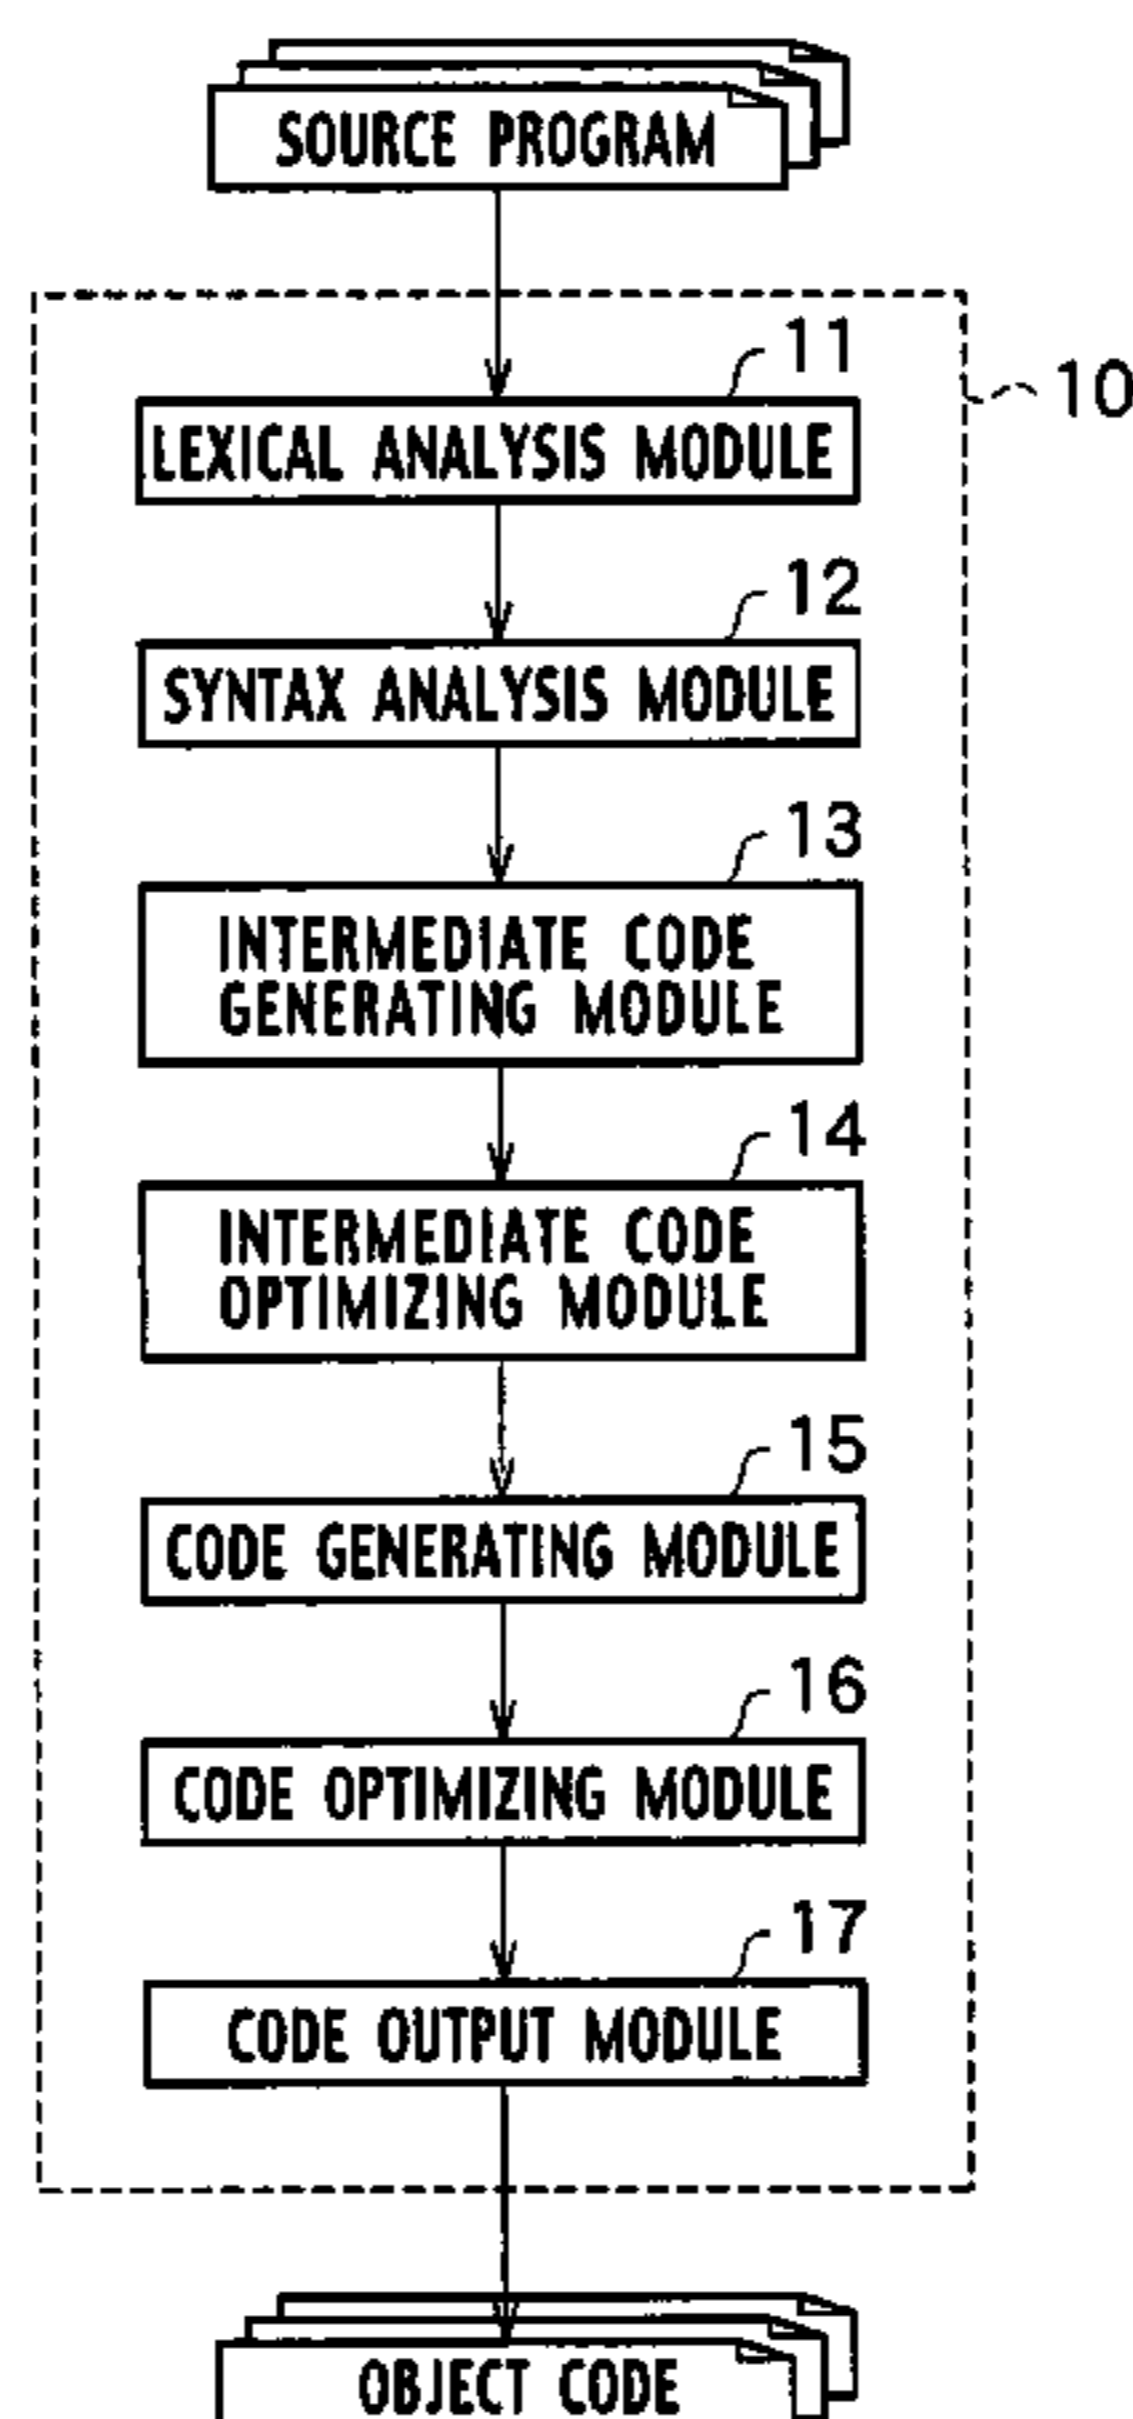 SOURCE PROGRAM
11
10
LEXICAL ANALYSIS MODULE
12
SYNTAX ANALYSIS MODULE
13
INTERMEDIATE CODE
GENERATING MODULE
14
INTERMEDIATE CODE
OPTIMIZING MODULE
15
CODE GENERATING MODULE
16
CODE OPTIMIZING MODULE
17
CODE OUTPUT MODULE
OBJECT CODE